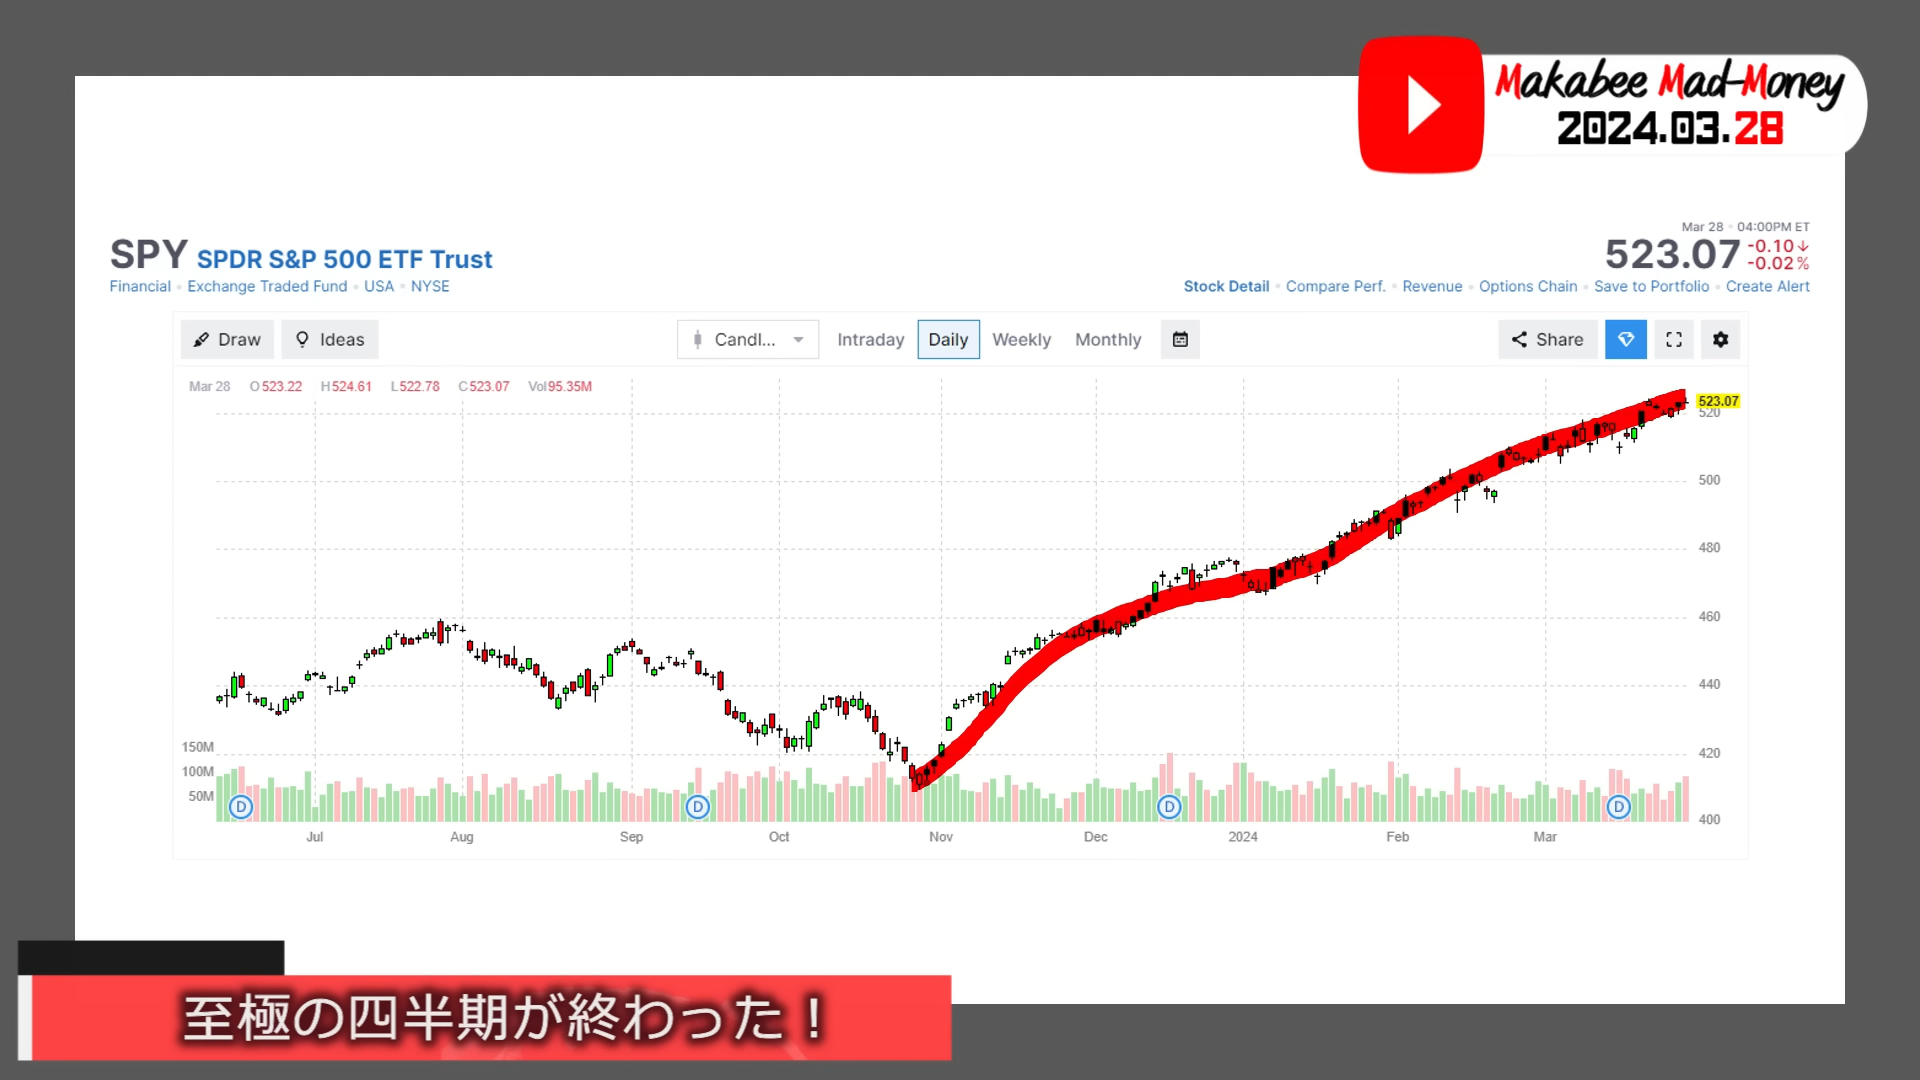 Makabee Mad-Money
2024.03.28
Mar 28 • 04:00PM ET
SPY SPDR S&P 500 ETF Trust
523.07 -0.10↓
-0.02%
Financial • Exchange Traded Fund • USA • NYSE
Stock Detail • Compare Perf. • Revenue • Options Chain • Save to Portfolio • Create Alert
Draw Ideas Candl... Intraday Daily Weekly Monthly Share
Mar 28 O523.22 H524.61 L522.78 C523.07 Vol95.35M
523.07
520
500
480
460
440
420
400
150M
100M
50M
D D D D
Jul Aug Sep Oct Nov Dec 2024 Feb Mar
至極の四半期が終わった！